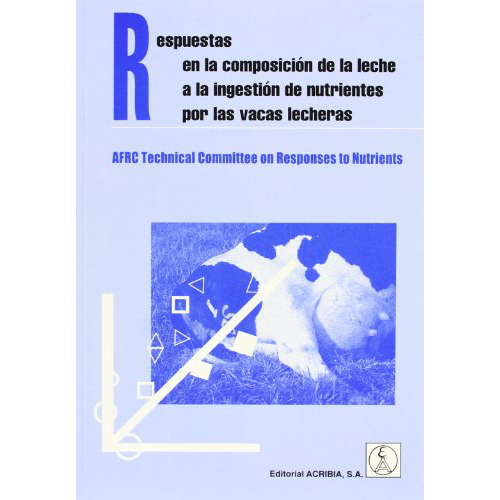 Respuestas
en la composición de la leche
a la ingestión de nutrientes
por las vacas lecheras
AFRC Technical Committee on Responses to Nutrients
Editorial ACRIBIA, S.A.